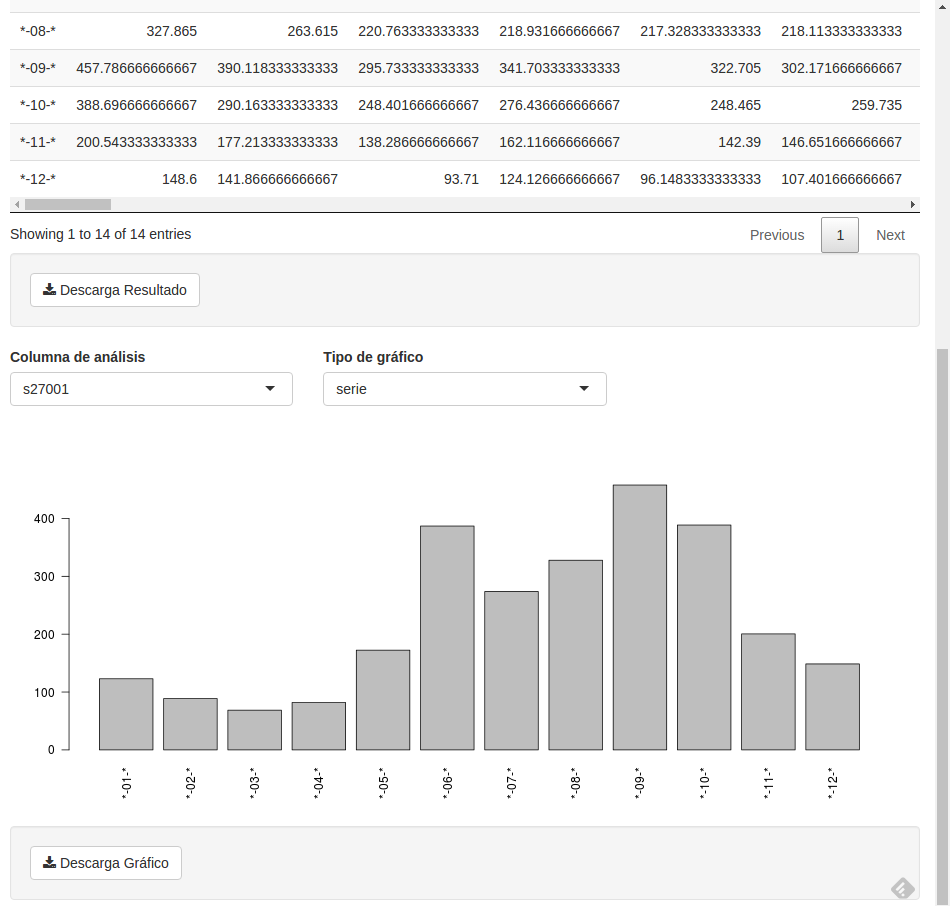 *-08-* 327.865 263.615 220.763333333333 218.931666666667 217.328333333333 218.113333333333
*-09-* 457.786666666667 390.118333333333 295.733333333333 341.703333333333 322.705 302.171666666667
*-10-* 388.696666666667 290.163333333333 248.401666666667 276.436666666667 248.465 259.735
*-11-* 200.543333333333 177.213333333333 138.286666666667 162.116666666667 142.39 146.651666666667
*-12-* 148.6 141.866666666667 93.71 124.126666666667 96.1483333333333 107.401666666667
Showing 1 to 14 of 14 entries
Previous 1 Next
Descarga Resultado
Columna de análisis Tipo de gráfico
s27001 serie
400
300
200
100
0
*-01-* *-02-* *-03-* *-04-* *-05-* *-06-* *-07-* *-08-* *-09-* *-10-* *-11-* *-12-*
Descarga Gráfico